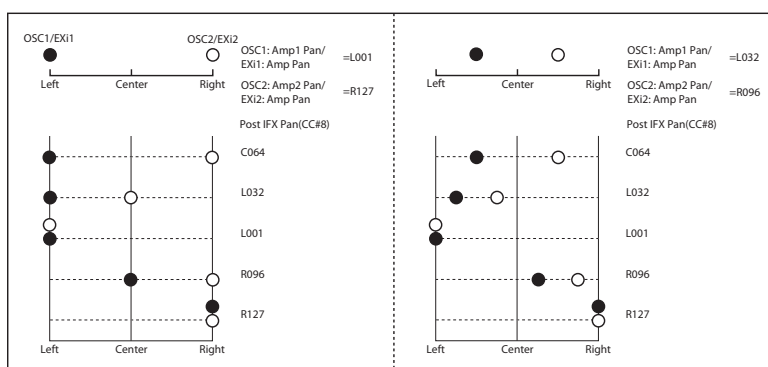 OSC1/EXi1
OSC2/EXi2
Left
Center
Right
OSC1: Amp1 Pan/
EXi1: Amp Pan
=L001
OSC2: Amp2 Pan/
EXi2: Amp Pan
=R127
Post IFX Pan(CC#8)
C064
L032
L001
R096
R127
Left
Center
Right
Left
Center
Right
OSC1: Amp1 Pan/
EXi1: Amp Pan
=L032
OSC2: Amp2 Pan/
EXi2: Amp Pan
=R096
Post IFX Pan(CC#8)
C064
L032
L001
R096
R127
Left
Center
Right